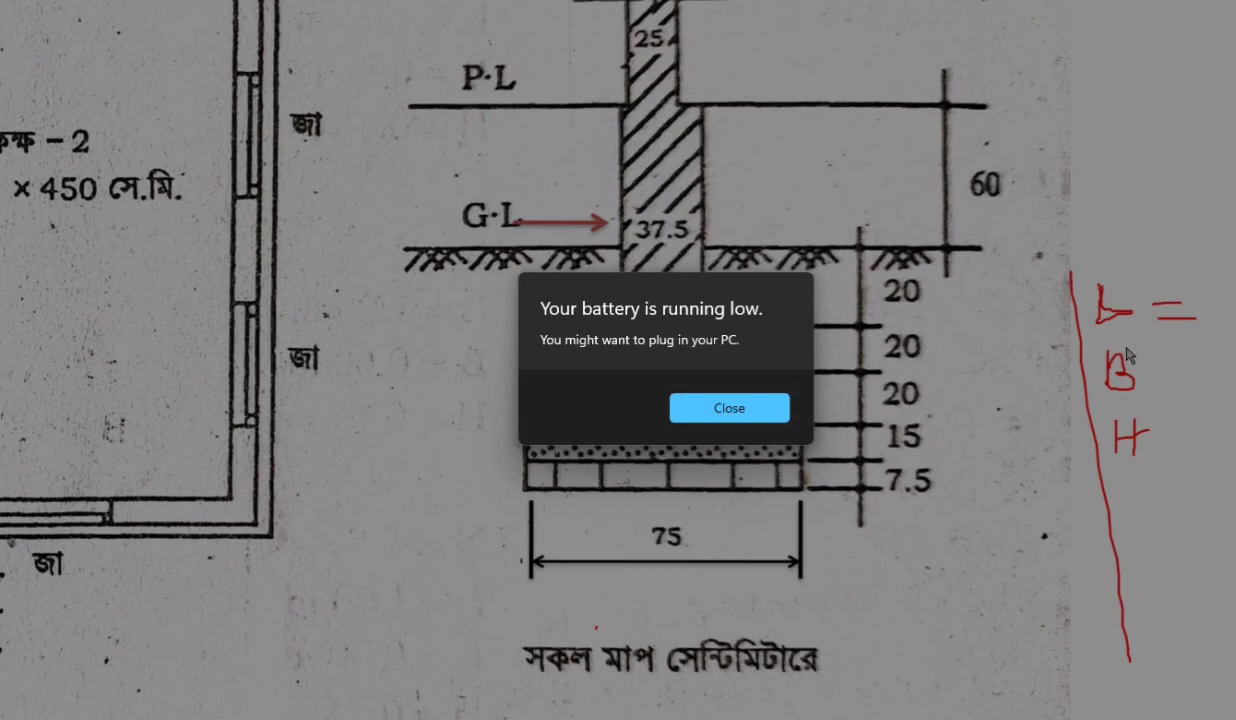 25
P·L
জা
কক্ষ – 2
× 450 সে.মি.
60
G·L
37.5
20
L =
Your battery is running low.
You might want to plug in your PC.
20
জা
B
20
Close
H
15
7.5
75
জা
সকল মাপ সেন্টিমিটারে